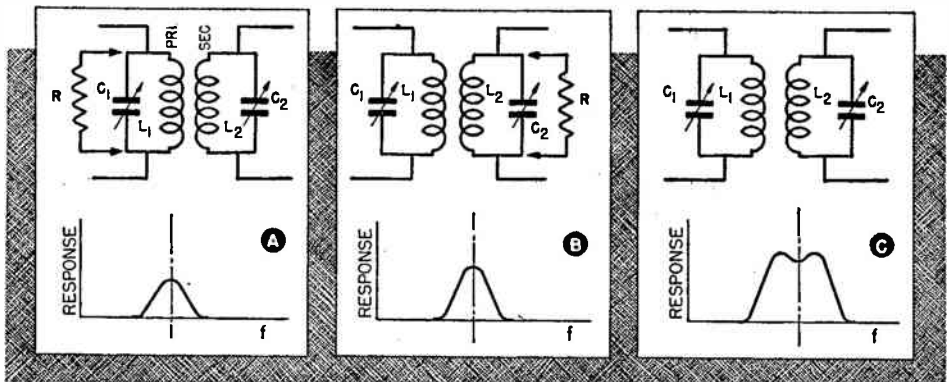 PRI
SEC
R
C1
L1
L2
C2
RESPONSE
A
f
C1
L1
L2
C2
R
RESPONSE
B
f
C1
L1
L2
C2
RESPONSE
C
f